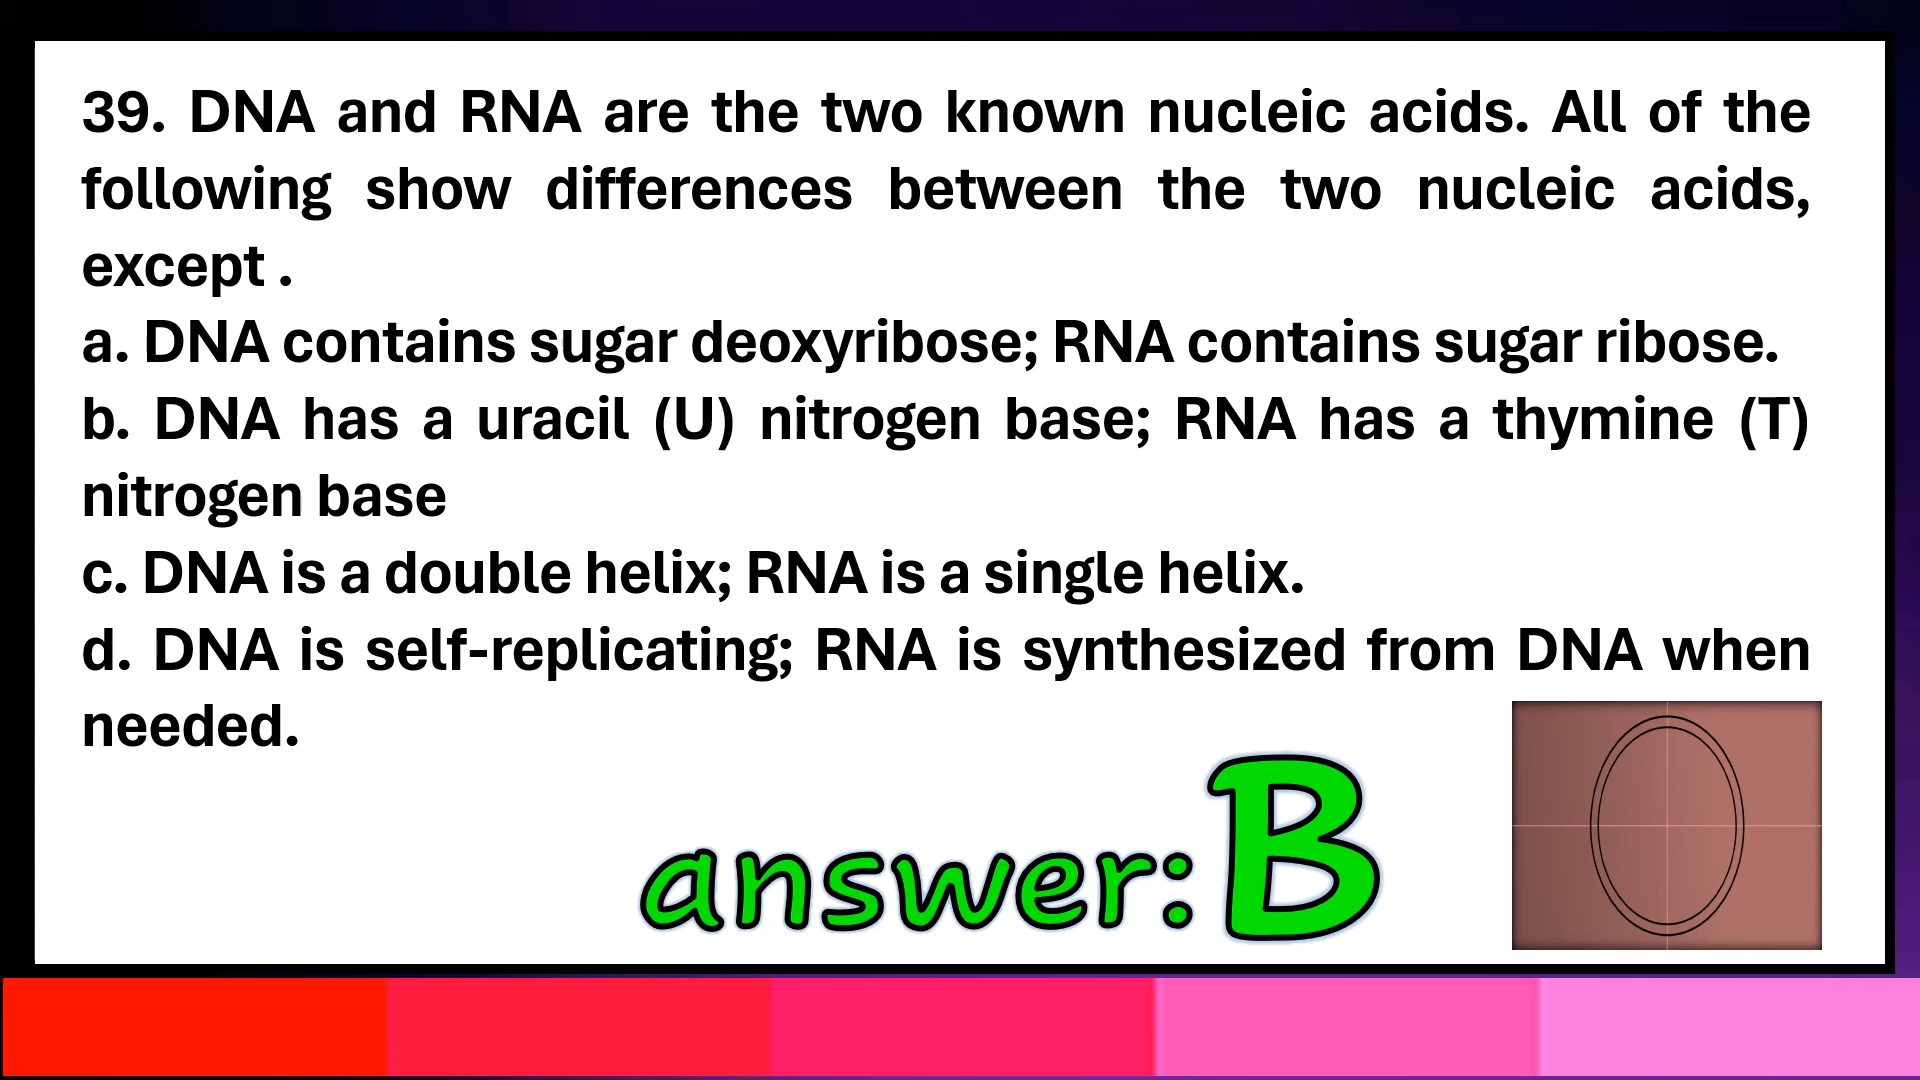 39. DNA and RNA are the two known nucleic acids. All of the
following show differences between the two nucleic acids,
except .
a. DNA contains sugar deoxyribose; RNA contains sugar ribose.
b. DNA has a uracil (U) nitrogen base; RNA has a thymine (T)
nitrogen base
c. DNA is a double helix; RNA is a single helix.
d. DNA is self-replicating; RNA is synthesized from DNA when
needed.
answer: B